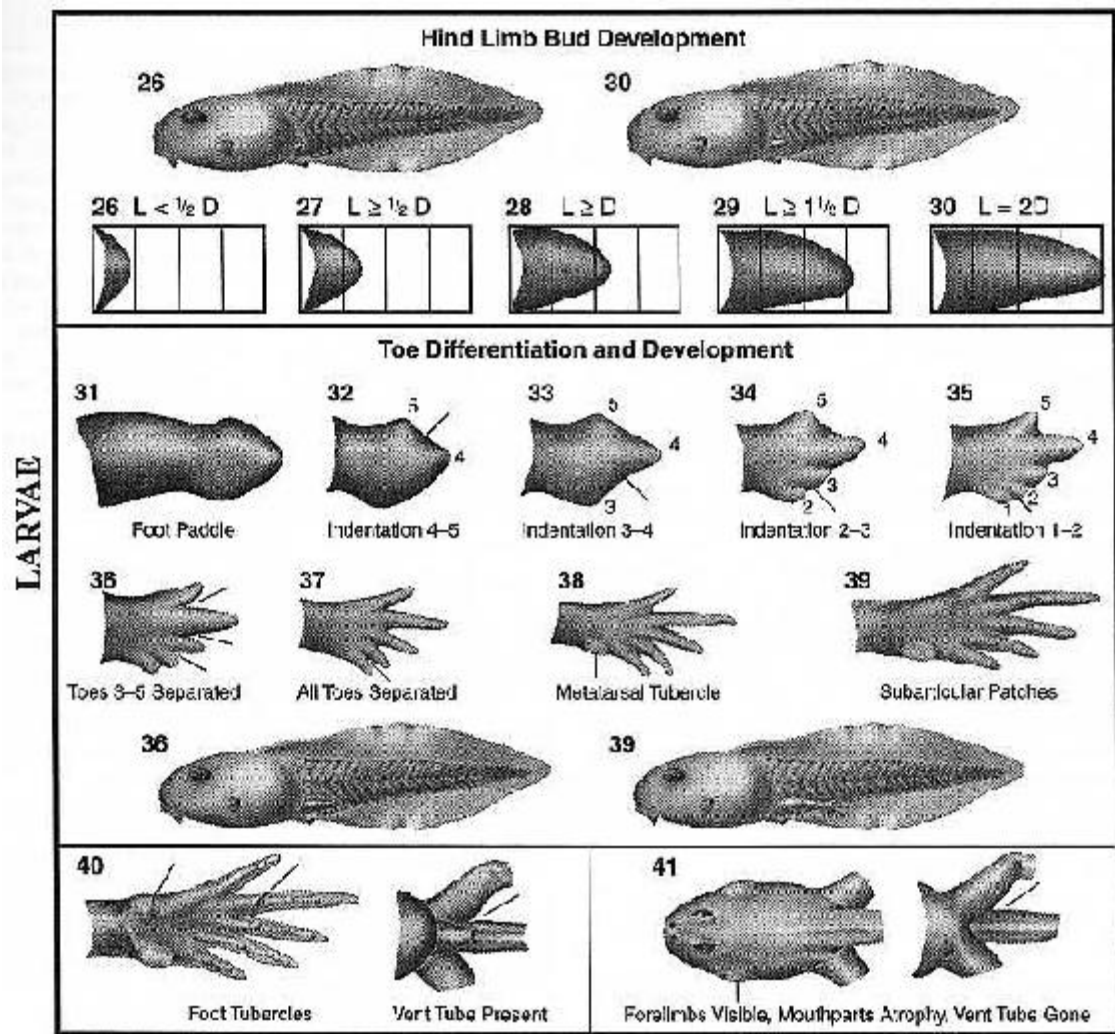 LARVAE
Hind Limb Bud Development
26
30
26 L < 1/2 D
27 L ≥ 1/2 D
28 L ≥ D
29 L ≥ 1 1/2 D
30 L = 2D
Toe Differentiation and Development
31
32
33
34
35
5
4
5
4
3
5
4
3
2
5
4
3
2
1
Foot Paddle
Indentation 4–5
Indentation 3–4
Indentation 2–3
Indentation 1–2
36
37
38
39
Toes 3–5 Separated
All Toes Separated
Metatarsal Tubercle
Subarticular Patches
36
39
40
41
Foot Tubercles
Vent Tube Present
Forelimbs Visible, Mouthparts Atrophy, Vent Tube Gone